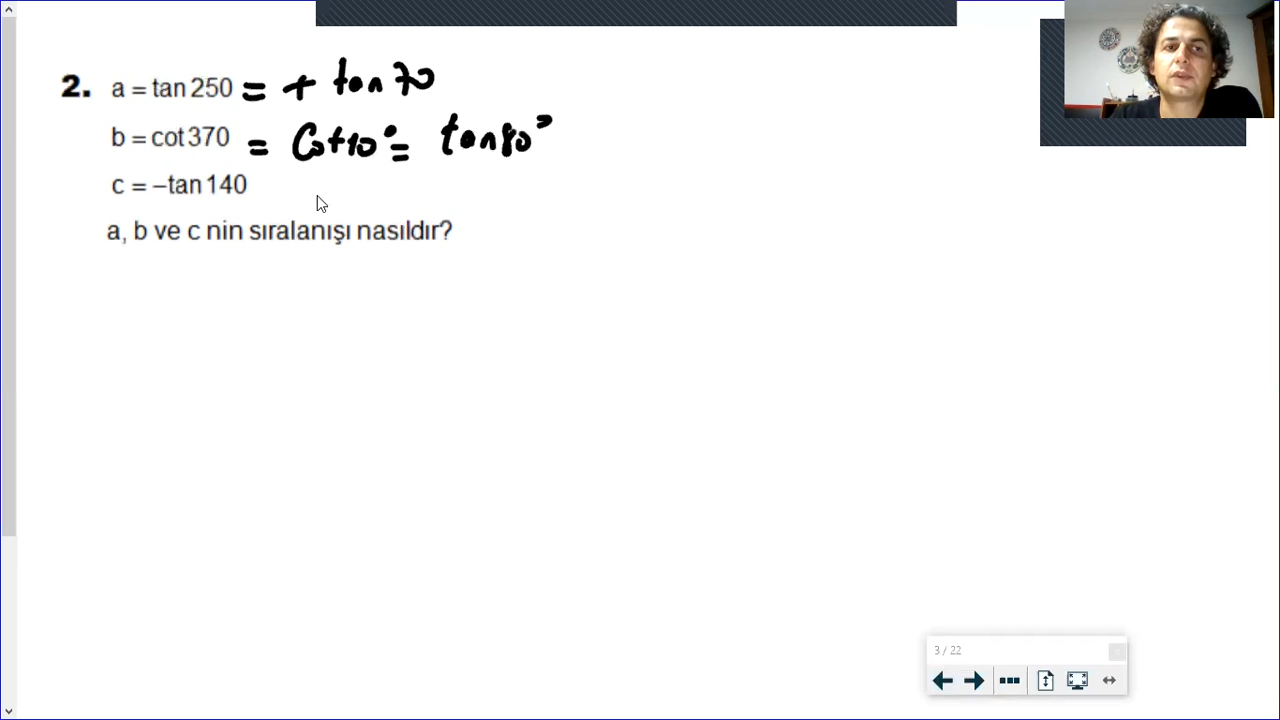 2. a = tan 250 = + tan 70
b = cot 370 = Cot 10° = tan 80°
c = –tan 140
a, b ve c nin sıralanışı nasıldır?
3 / 22